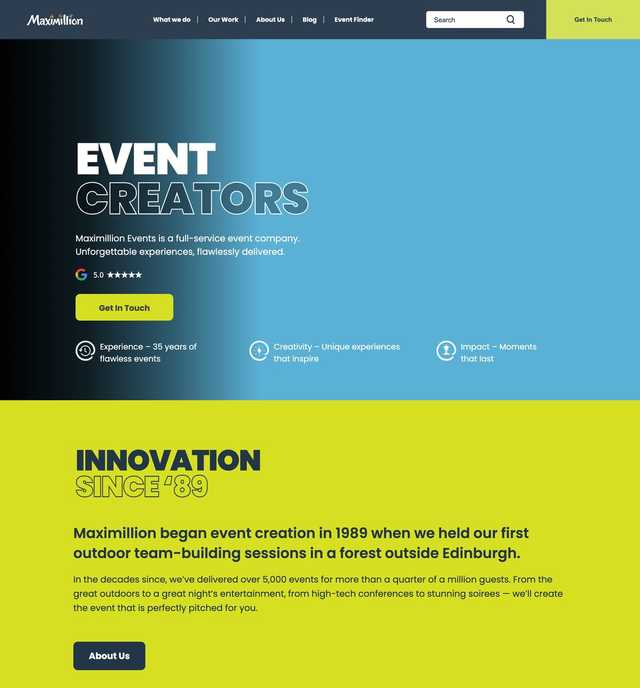 Maximillion
What we do
Our Work
About Us
Blog
Event Finder
Search
Get In Touch
EVENT
CREATORS
Maximillion Events is a full-service event company.
Unforgettable experiences, flawlessly delivered.
5.0 ★★★★★
Get In Touch
Experience – 35 years of
flawless events
Creativity – Unique experiences
that inspire
Impact – Moments
that last
INNOVATION
SINCE ‘89
Maximillion began event creation in 1989 when we held our first
outdoor team-building sessions in a forest outside Edinburgh.
In the decades since, we’ve delivered over 5,000 events for more than a quarter of a million guests. From the
great outdoors to a great night’s entertainment, from high-tech conferences to stunning soirees — we’ll create
the event that is perfectly pitched for you.
About Us